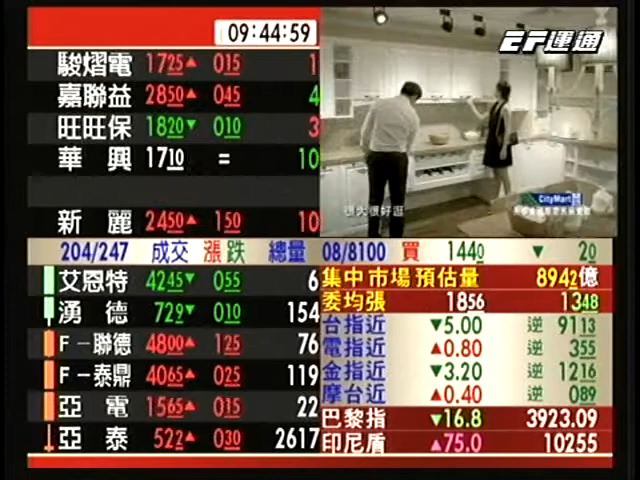 09:44:59
EF運通
駿熠電 1725▲ 015 1
嘉聯益 2850▲ 045 4
旺旺保 1820▼ 010 3
華興 1710 = 10
新麗 2450▲ 150 10
很大很好逛
CityMart
204/247 成交 漲跌 總量
08/8100 買 1440 ▼ 20
艾恩特 4245▼ 055 6
湧德 729▼ 010 154
F－聯德 4800▲ 125 76
F－泰鼎 4065▲ 025 119
亞電 1565▲ 015 22
亞泰 522▲ 030 2617
集中市場預估量 8942億
委均張 1856 1348
台指近 ▼5.00 逆 9113
電指近 ▲0.80 逆 355
金指近 ▼3.20 逆 1216
摩台近 ▲0.40 逆 089
巴黎指 ▼16.8 3923.09
印尼盾 ▲75.0 10255